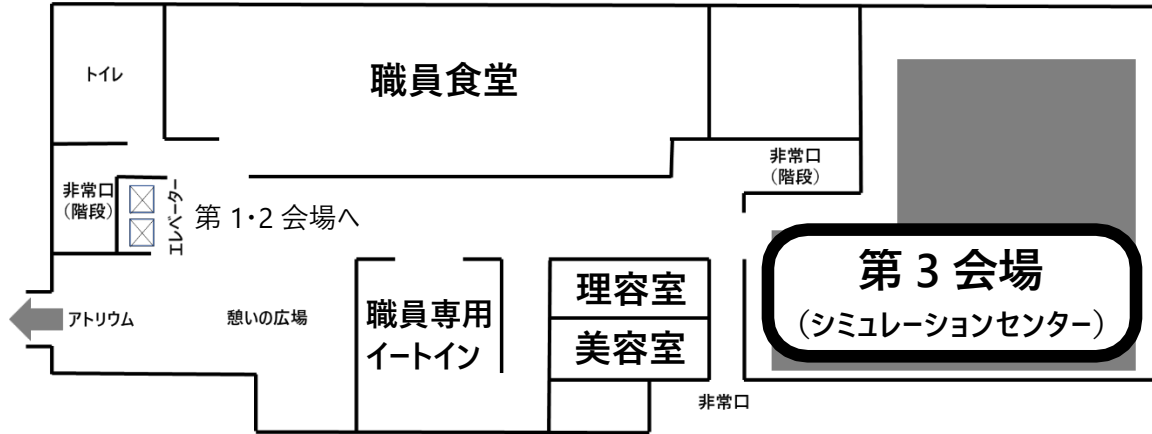 トイレ
職員食堂
非常口
(階段)
非常口
(階段)
エレベーター
第 1・2 会場へ
アトリウム
憩いの広場
職員専用
イートイン
理容室
美容室
第 3 会場
(シミュレーションセンター)
非常口